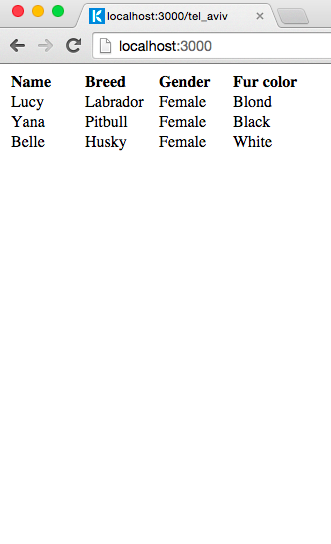 localhost:3000/tel_aviv
localhost:3000
Name Breed Gender Fur color
Lucy Labrador Female Blond
Yana Pitbull Female Black
Belle Husky Female White